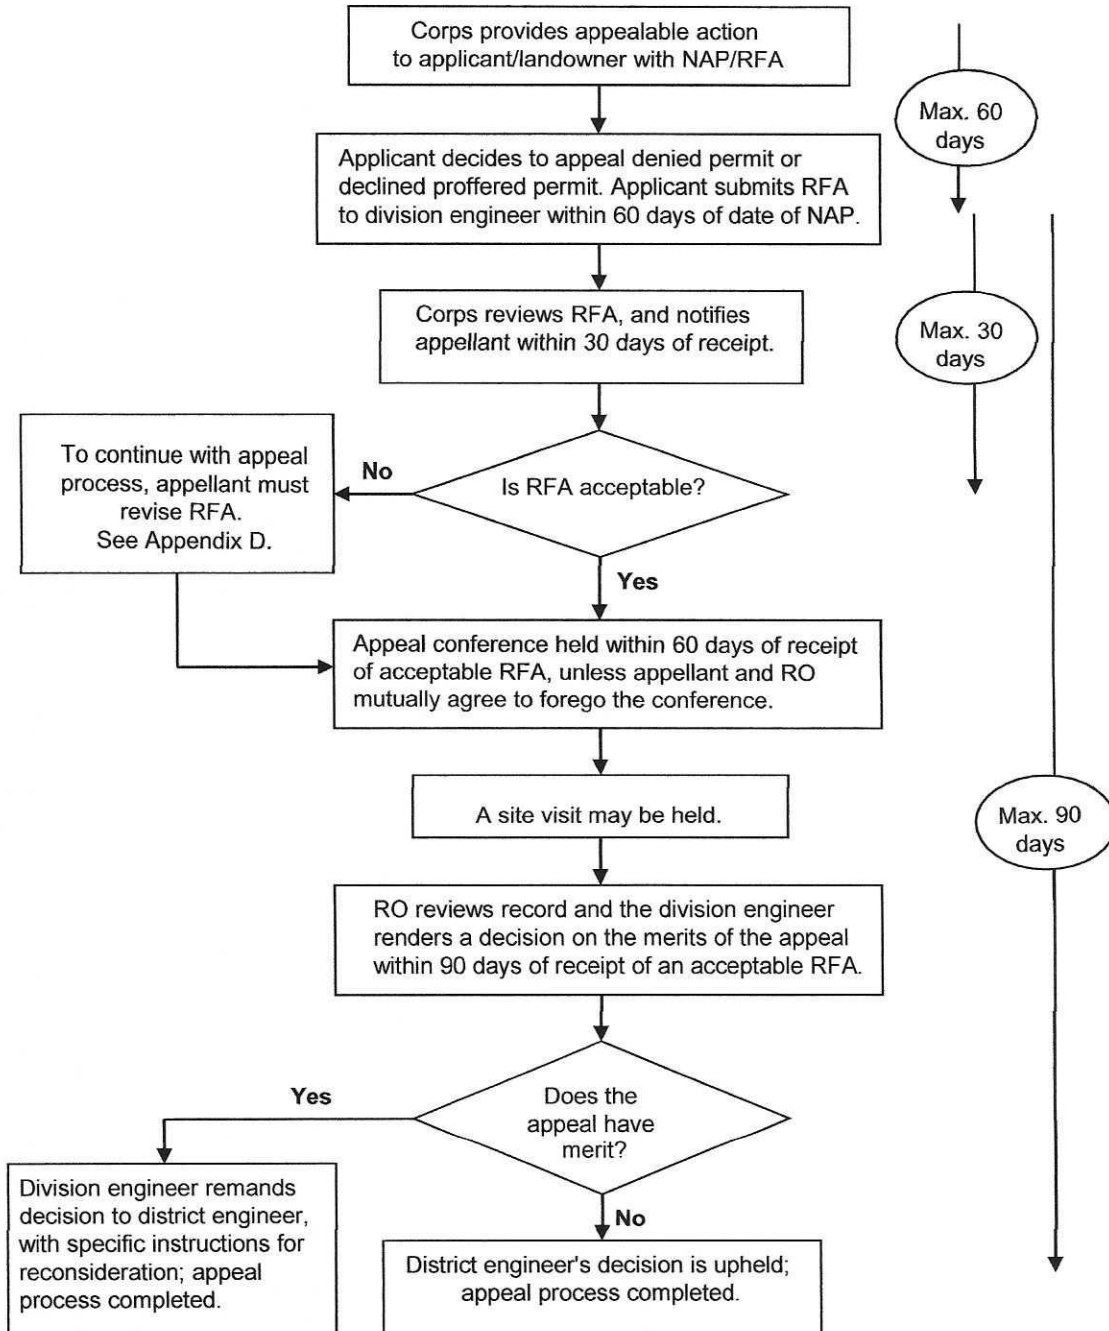 Corps provides appealable action
to applicant/landowner with NAP/RFA
Max. 60
days
Applicant decides to appeal denied permit or
declined proffered permit. Applicant submits RFA
to division engineer within 60 days of date of NAP.
Corps reviews RFA, and notifies
appellant within 30 days of receipt.
Max. 30
days
To continue with appeal
process, appellant must
revise RFA.
See Appendix D.
No
Is RFA acceptable?
Yes
Appeal conference held within 60 days of receipt
of acceptable RFA, unless appellant and RO
mutually agree to forego the conference.
A site visit may be held.
Max. 90
days
RO reviews record and the division engineer
renders a decision on the merits of the appeal
within 90 days of receipt of an acceptable RFA.
Yes
Does the
appeal have
merit?
No
Division engineer remands
decision to district engineer,
with specific instructions for
reconsideration; appeal
process completed.
District engineer's decision is upheld;
appeal process completed.